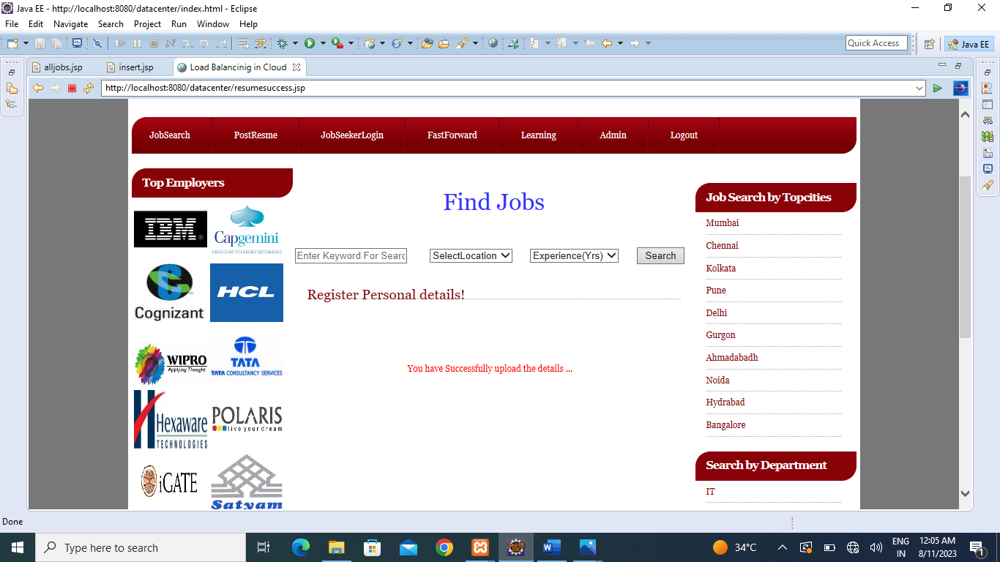 Java EE - http://localhost:8080/datacenter/index.html - Eclipse
File Edit Navigate Search Project Run Window Help
Quick Access
Java EE
alljobs.jsp insert.jsp Load Balancinig in Cloud
http://localhost:8080/datacenter/resumesuccess.jsp
JobSearch PostResme JobSeekerLogin FastForward Learning Admin Logout
Top Employers
IBM
Capgemini
CONSULTING.TECHNOLOGY.OUTSOURCING
Cognizant
HCL
WIPRO
Applying Thought
TATA
TATA CONSULTANCY SERVICES
Hexaware
TECHNOLOGIES
POLARIS
live your dream
iGATE
Satyam
Find Jobs
Enter Keyword For Searc SelectLocation Experience(Yrs) Search
Register Personal details!
You have Successfully upload the details ...
Job Search by Topcities
Mumbai
Chennai
Kolkata
Pune
Delhi
Gurgon
Ahmadabadh
Noida
Hydrabad
Bangalore
Search by Department
IT
Done
Type here to search
34°C
ENG
IN
12:05 AM
8/11/2023
1